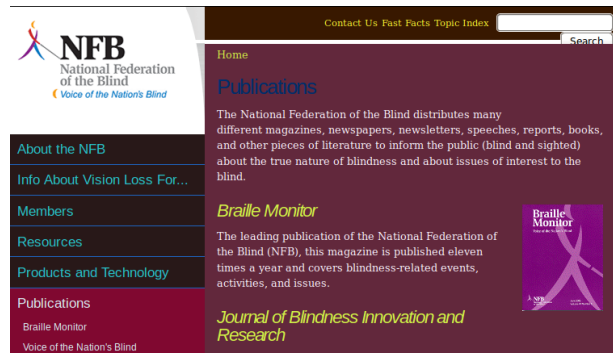 Contact Us Fast Facts Topic Index
Search
NFB
National Federation
of the Blind
Voice of the Nation's Blind
About the NFB
Info About Vision Loss For...
Members
Resources
Products and Technology
Publications
Braille Monitor
Voice of the Nation's Blind
Home
Publications
The National Federation of the Blind distributes many
different magazines, newspapers, newsletters, speeches, reports, books,
and other pieces of literature to inform the public (blind and sighted)
about the true nature of blindness and about issues of interest to the
blind.
Braille Monitor
The leading publication of the National Federation of
the Blind (NFB), this magazine is published eleven
times a year and covers blindness-related events,
activities, and issues.
Braille
Monitor
NFB
Journal of Blindness Innovation and
Research